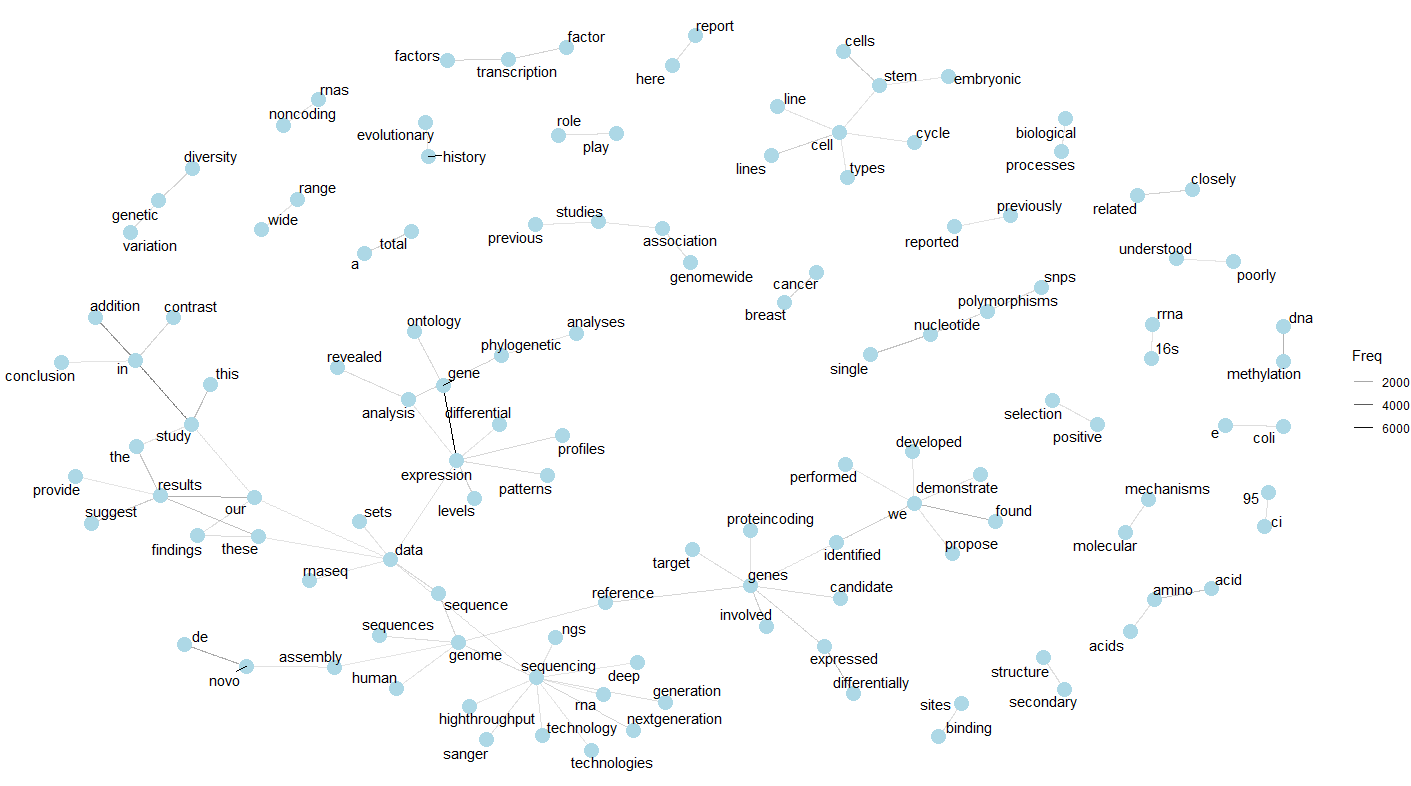 report
factor
factors
cells
transcription
here
stem
embryonic
rnas
line
noncoding
role
evolutionary
cycle
biological
cell
play
diversity
history
lines
types
processes
closely
range
related
previously
genetic
wide
studies
previous
reported
variation
total
association
understood
a
genomewide
poorly
snps
cancer
addition
contrast
polymorphisms
breast
rrna
dna
ontology
analyses
nucleotide
phylogenetic
16s
revealed
Freq
in
single
conclusion
this
gene
methylation
2000
4000
analysis
differential
selection
6000
study
e
coli
positive
the
developed
profiles
expression
performed
results
provide
patterns
demonstrate
mechanisms
95
suggest
our
levels
sets
we
found
proteincoding
ci
findings
these
data
identified
propose
molecular
target
rnaseq
genes
acid
reference
candidate
amino
sequence
involved
sequences
ngs
de
acids
assembly
genome
expressed
sequencing
structure
novo
human
deep
differentially
generation
secondary
rna
sites
highthroughput
nextgeneration
technology
binding
sanger
technologies